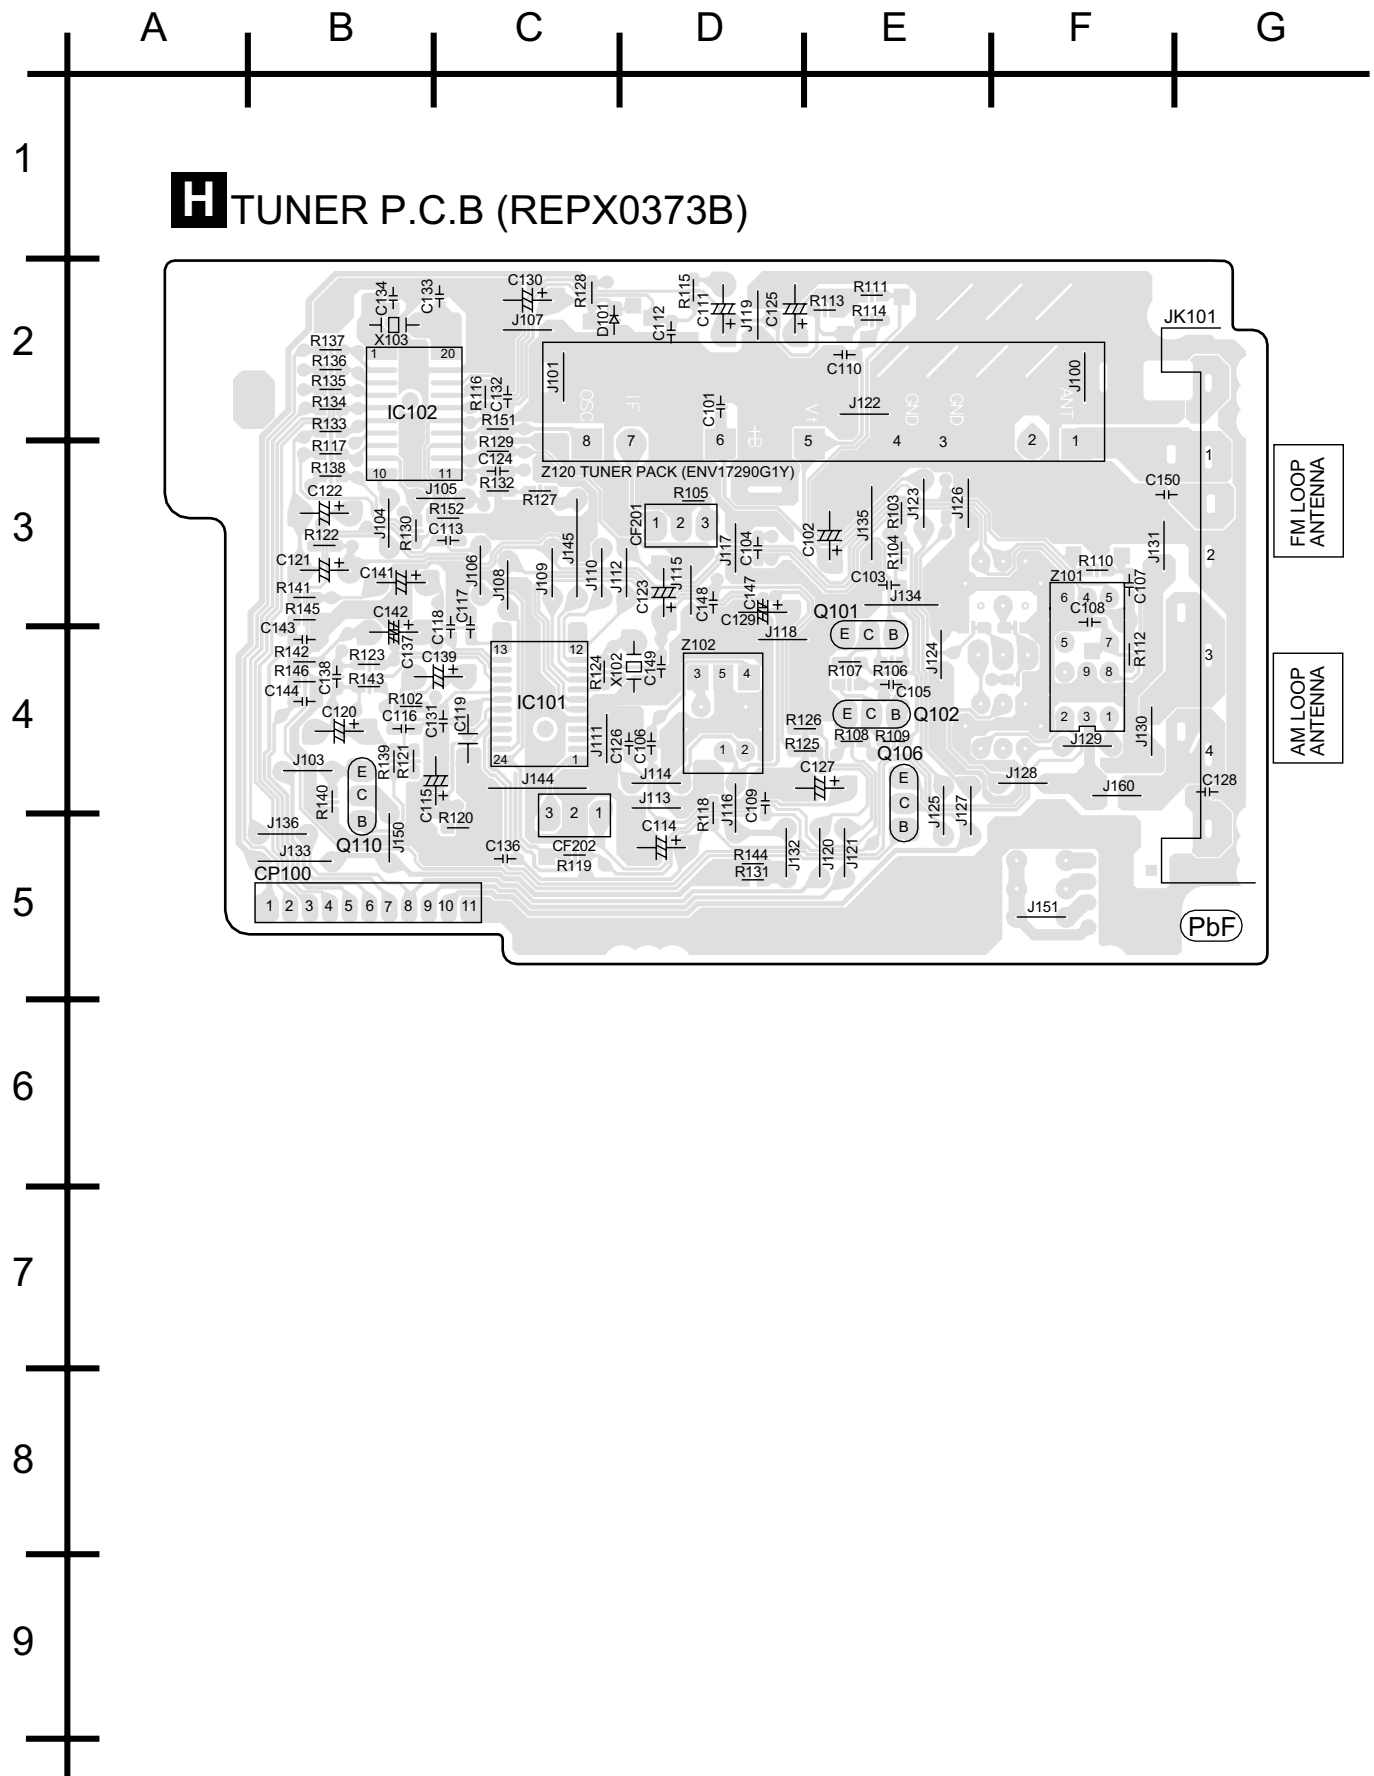 A B C D E F G
1
H TUNER P.C.B (REPX0373B)
C134 C133 C130 R128 R115 C111 J119 C125 R111
R113
D101 C112 R114
J107 JK101
2
X103
R137 1 20
R136 C110
R135 R116 C132 J101 OSC IF C101 J100
R134 IC102 J122 GND GND ANT
R133 R151 +B Vt
R117 R129 8 7 6 5 4 3 2 1
C124
R138 10 11 Z120 TUNER PACK (ENV17290G1Y) 1
R132 R127
C122 J105 R105 C150
R152 CF201 1 2 3 C102 J135 R103 J123 J126
3
J104 R130 C113
R122 J145 J117 C104 R104 J131
FM LOOP
ANTENNA
C121 J106 J109 J110 J112 R110 2
C141 J108 C123 J115 C103 Z101 C107
R141 C148 C147 J134 6 4 5
R145 C142 C117 C129 Q101 C108
C143 C118 J118 E C B
C137 5 7
R142 R123 C139 13 12 R124 X102 C149 Z102 J124 R112 3
R146 C138 R143 3 5 4 R107 R106 9 8
C144 R102 IC101 C105
4
C120 C116 C131 C119 E C B Q102 2 3 1
R126 J129 J130
R108 R109
J111 C126 C106 1 2 R125 Q106 4
AM LOOP
ANTENNA
J103 R139 R121 24 1
E J144 J114 C127 E J128 J160 C128
R140 C C115 J113 R118 J116 C109 C J125 J127
B 3 2 1 B
J136 J150 R120 C114
Q110 C136 CF202 J132 J120 J121
J133 R119 R144
CP100 R131
5
1 2 3 4 5 6 7 8 9 10 11
J151
PbF
6
7
8
9